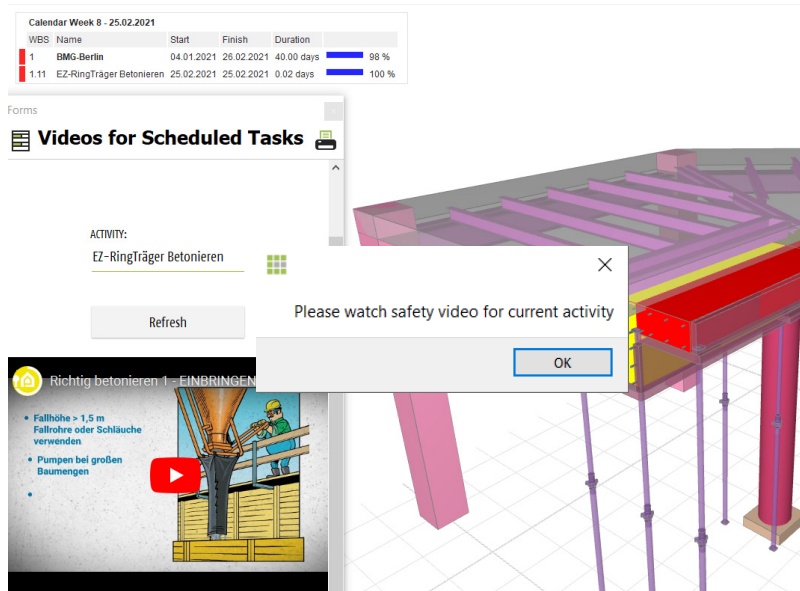 Calendar Week 8 - 25.02.2021
WBS Name Start Finish Duration
1 BMG-Berlin 04.01.2021 26.02.2021 40.00 days 98 %
1.11 EZ-RingTräger Betonieren 25.02.2021 25.02.2021 0.02 days 100 %
Forms
Videos for Scheduled Tasks
ACTIVITY:
EZ-RingTräger Betonieren
Refresh
Please watch safety video for current activity
OK
Richtig betonieren 1 - EINBRINGEN
• Fallhöhe > 1,5 m
Fallrohre oder Schläuche
verwenden
• Pumpen bei großen
Baumengen
•